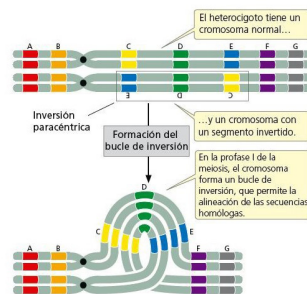 El heterocigoto tiene un
cromosoma normal…
A B C D E F G
E D C
Inversión
paracéntrica
…y un cromosoma con
un segmento invertido.
Formación del
bucle de inversión
En la profase I de la
meiosis, el cromosoma
forma un bucle de
inversión, que permite la
alineación de las secuencias
homólogas.
D
C E
A B F G